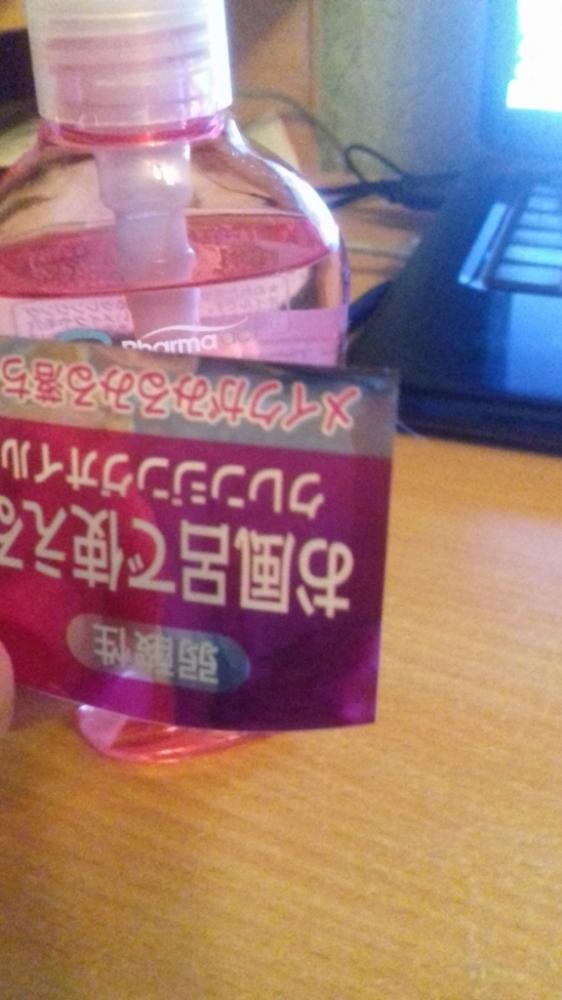 Pharma
弱酸性
お風呂で使える
クレンジングオイル
メイクがみるみる落ち